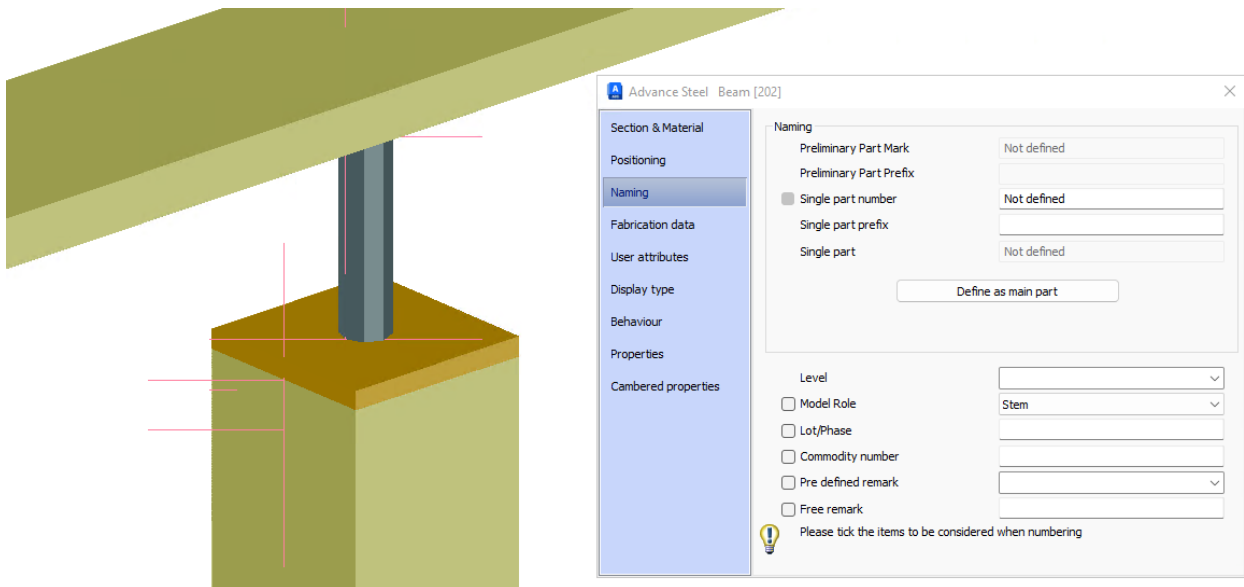 Advance Steel Beam [202]
Section & Material
Positioning
Naming
Fabrication data
User attributes
Display type
Behaviour
Properties
Cambered properties
Naming
Preliminary Part Mark Not defined
Preliminary Part Prefix
Single part number Not defined
Single part prefix
Single part Not defined
Define as main part
Level
Model Role Stem
Lot/Phase
Commodity number
Pre defined remark
Free remark
Please tick the items to be considered when numbering